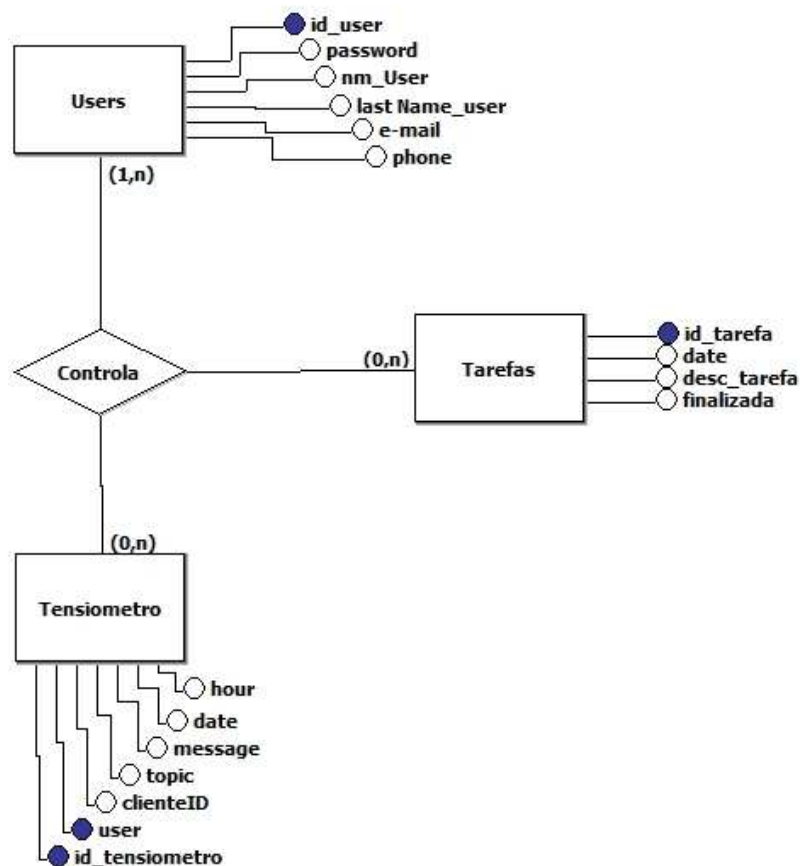 id_user
password
nm_User
last Name_user
e-mail
phone
Users
(1,n)
Controla
(0,n)
Tarefas
id_tarefa
date
desc_tarefa
finalizada
(0,n)
Tensiometro
hour
date
message
topic
clienteID
user
id_tensiometro